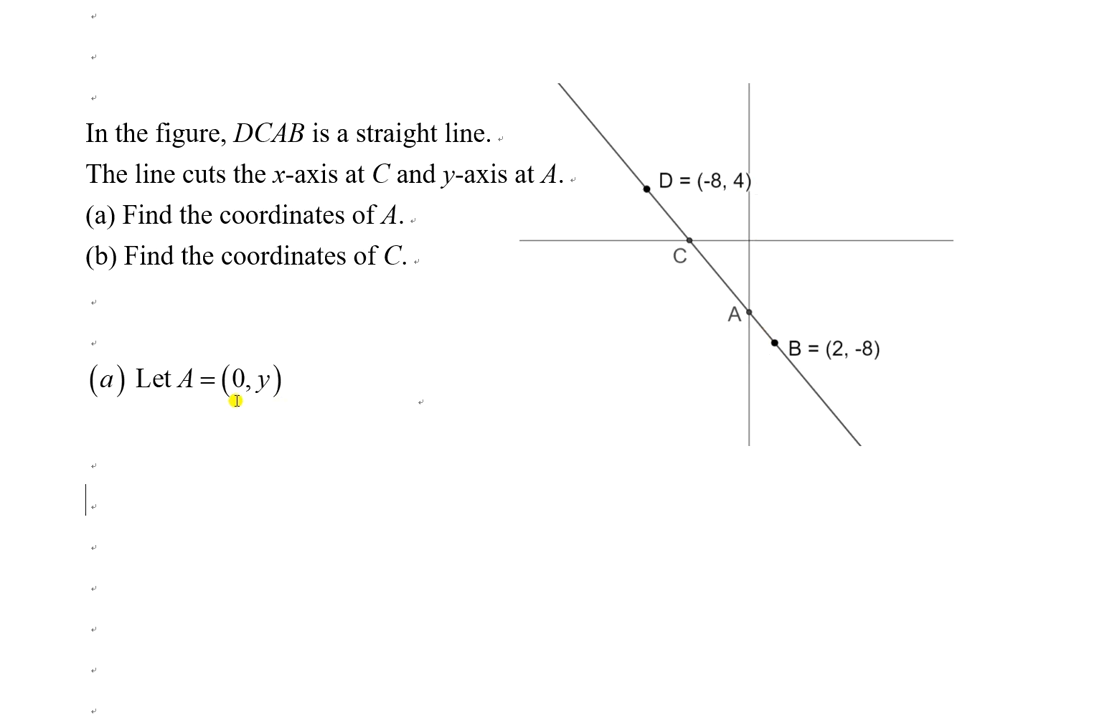 In the figure, DCAB is a straight line.
The line cuts the x-axis at C and y-axis at A.
(a) Find the coordinates of A.
(b) Find the coordinates of C.
(a) Let A = (0, y)
D = (-8, 4)
C
A
B = (2, -8)